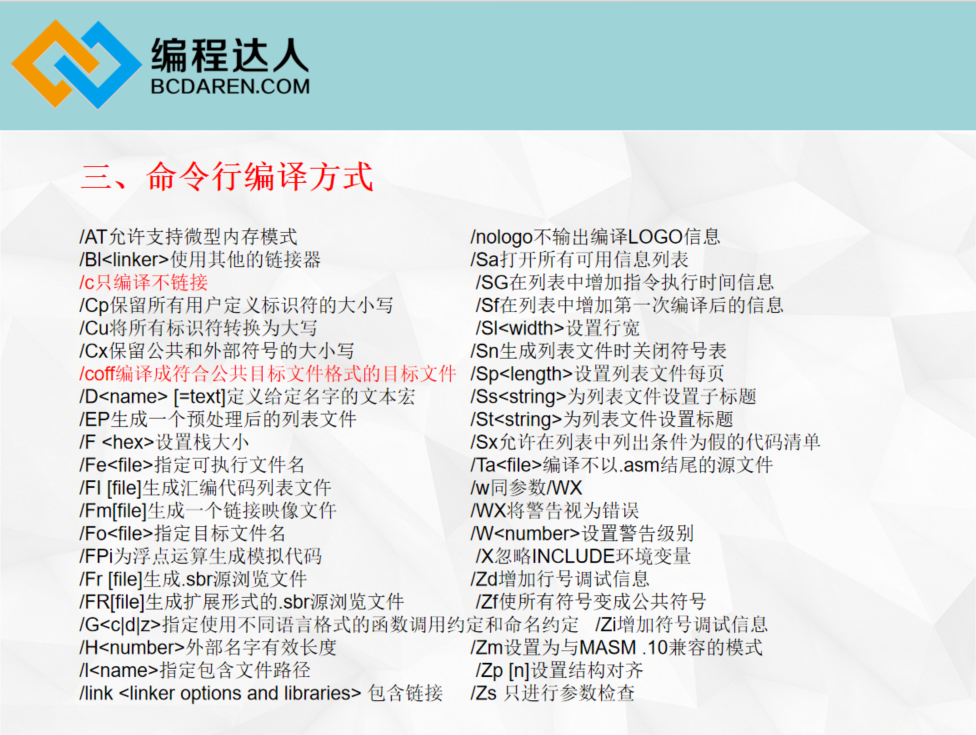 编程达人
BCDAREN.COM
三、命令行编译方式
/AT允许支持微型内存模式
/Bl<linker>使用其他的链接器
/c只编译不链接
/Cp保留所有用户定义标识符的大小写
/Cu将所有标识符转换为大写
/Cx保留公共和外部符号的大小写
/coff编译成符合公共目标文件格式的目标文件
/D<name> [=text]定义给定名字的文本宏
/EP生成一个预处理后的列表文件
/F <hex>设置栈大小
/Fe<file>指定可执行文件名
/Fl [file]生成汇编代码列表文件
/Fm[file]生成一个链接映像文件
/Fo<file>指定目标文件名
/FPi为浮点运算生成模拟代码
/Fr [file]生成.sbr源浏览文件
/FR[file]生成扩展形式的.sbr源浏览文件
/G<c|d|z>指定使用不同语言格式的函数调用约定和命名约定
/H<number>外部名字有效长度
/I<name>指定包含文件路径
/link <linker options and libraries> 包含链接
/nologo不输出编译LOGO信息
/Sa打开所有可用信息列表
/SG在列表中增加指令执行时间信息
/Sf在列表中增加第一次编译后的信息
/Sl<width>设置行宽
/Sn生成列表文件时关闭符号表
/Sp<length>设置列表文件每页
/Ss<string>为列表文件设置子标题
/St<string>为列表文件设置标题
/Sx允许在列表中列出条件为假的代码清单
/Ta<file>编译不以.asm结尾的源文件
/w同参数/WX
/WX将警告视为错误
/W<number>设置警告级别
/X忽略INCLUDE环境变量
/Zd增加行号调试信息
/Zf使所有符号变成公共符号
/Zi增加符号调试信息
/Zm设置为与MASM .10兼容的模式
/Zp [n]设置结构对齐
/Zs 只进行参数检查